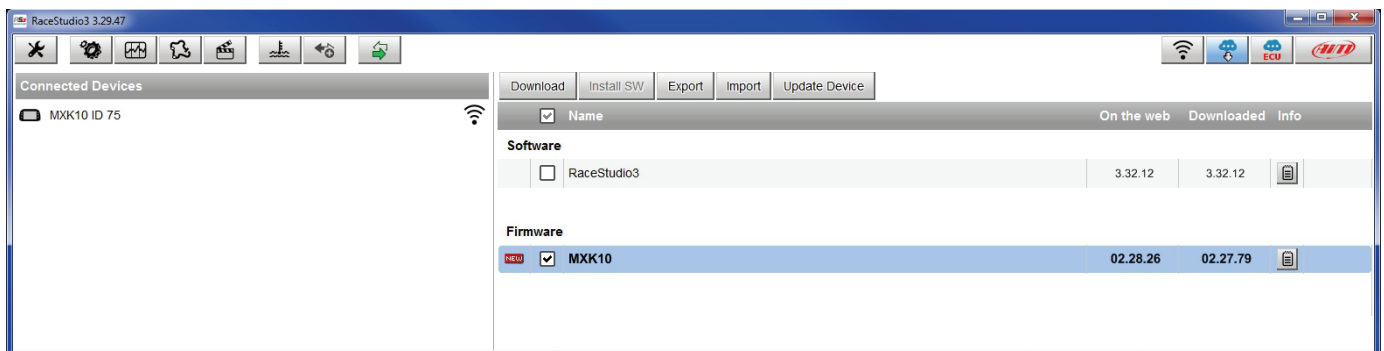 RaceStudio3 3.29.47
ECU AiM
Connected Devices
MXK10 ID 75
Download Install SW Export Import Update Device
Name On the web Downloaded Info
Software
RaceStudio3 3.32.12 3.32.12
Firmware
NEW MXK10 02.28.26 02.27.79